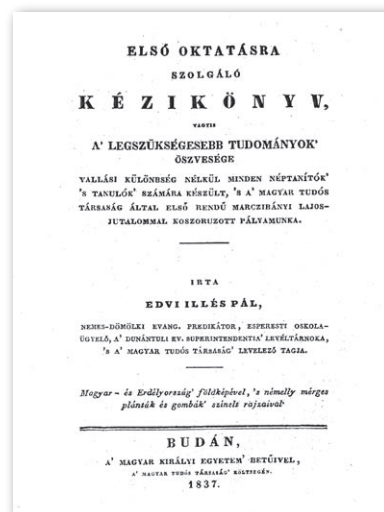 ELSŐ OKTATÁSRA
SZOLGÁLÓ
KÉZIKÖNYV,
VAGYIS
A' LEGSZÜKSÉGESEBB TUDOMÁNYOK'
ÖSZVESÉGE
VALLÁSI KÜLÖNBSÉG NÉLKÜL MINDEN NÉPTANÍTÓK'
'S TANULÓK' SZÁMÁRA KÉSZÜLT, 'S A' MAGYAR TUDÓS
TÁRSASÁG ÁLTAL ELSŐ RENDŰ MARCZIBÁNYI LAJOS-
JUTALOMMAL KOSZORUZOTT PÁLYAMUNKA.
IRTA
EDVI ILLÉS PÁL,
NEMES-DÖMÖLKI EVANG. PREDIKÁTOR, ESPERESTI OSKOLA-
ÜGYELŐ, A' DUNÁNTULI EV. SUPERINTENDENTIA' LEVÉLTÁRNOKA,
'S A' MAGYAR TUDÓS TÁRSASÁG' LEVELEZŐ TAGJA.
Magyar- és Erdélyország' földképével, 's némelly mérges
plánták és gombák' színels rajzaival
BUDÁN,
A' MAGYAR KIRÁLYI EGYETEM' BETŰIVEL,
A' MAGYAR TUDÓS TÁRSASÁG' KÖLTSÉGÉN.
1837.